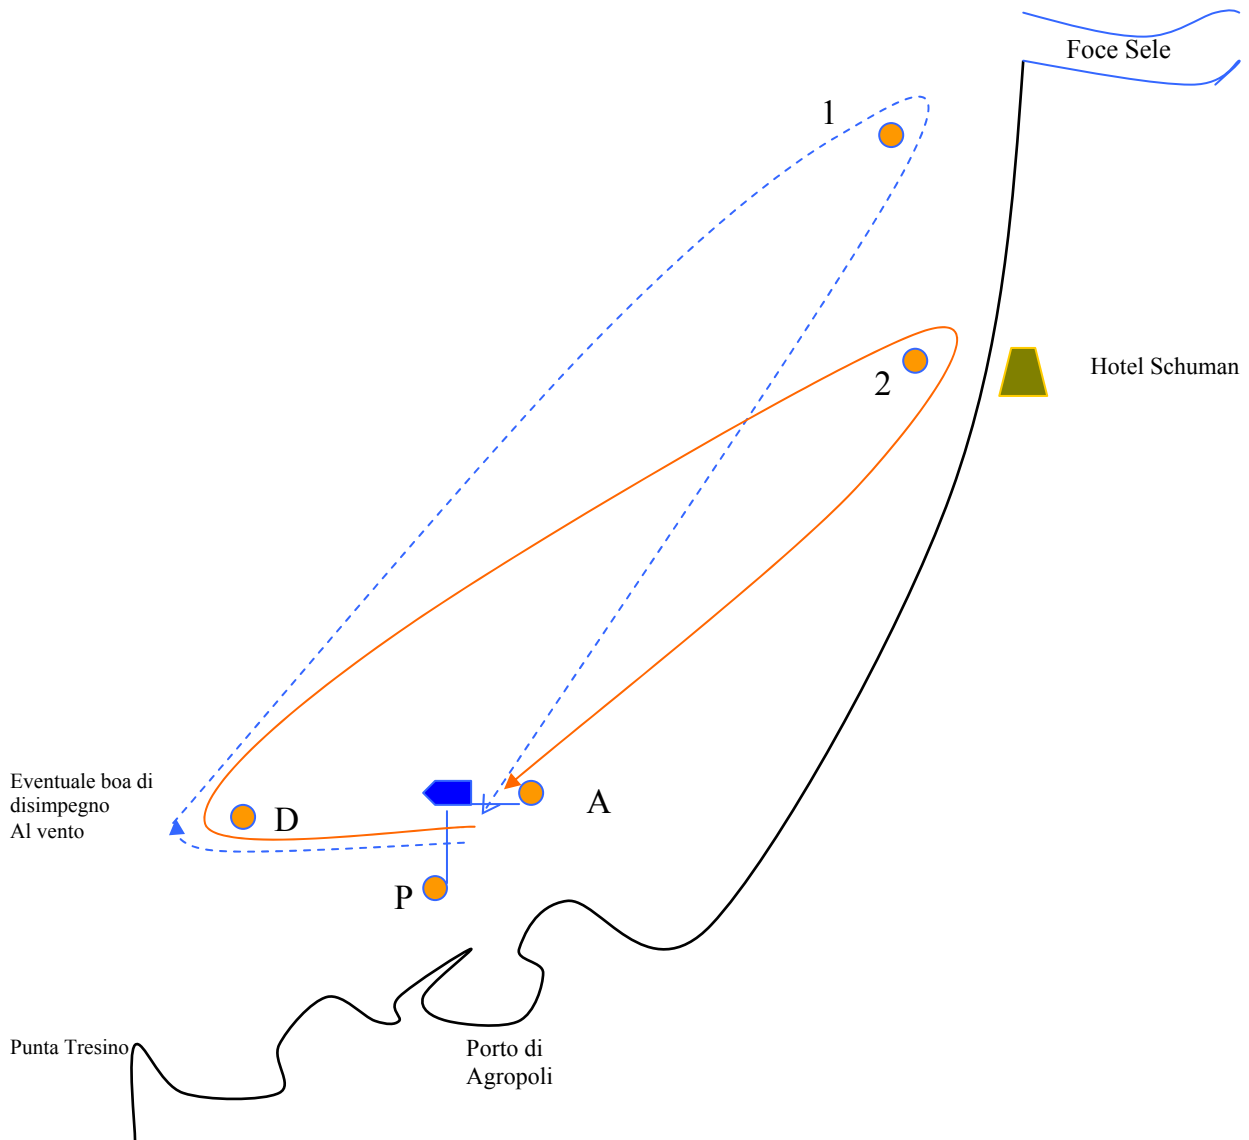 Foce Sele
1
Hotel Schuman
2
Eventuale boa di
disimpegno
Al vento
D
A
P
Punta Tresino
Porto di
Agropoli